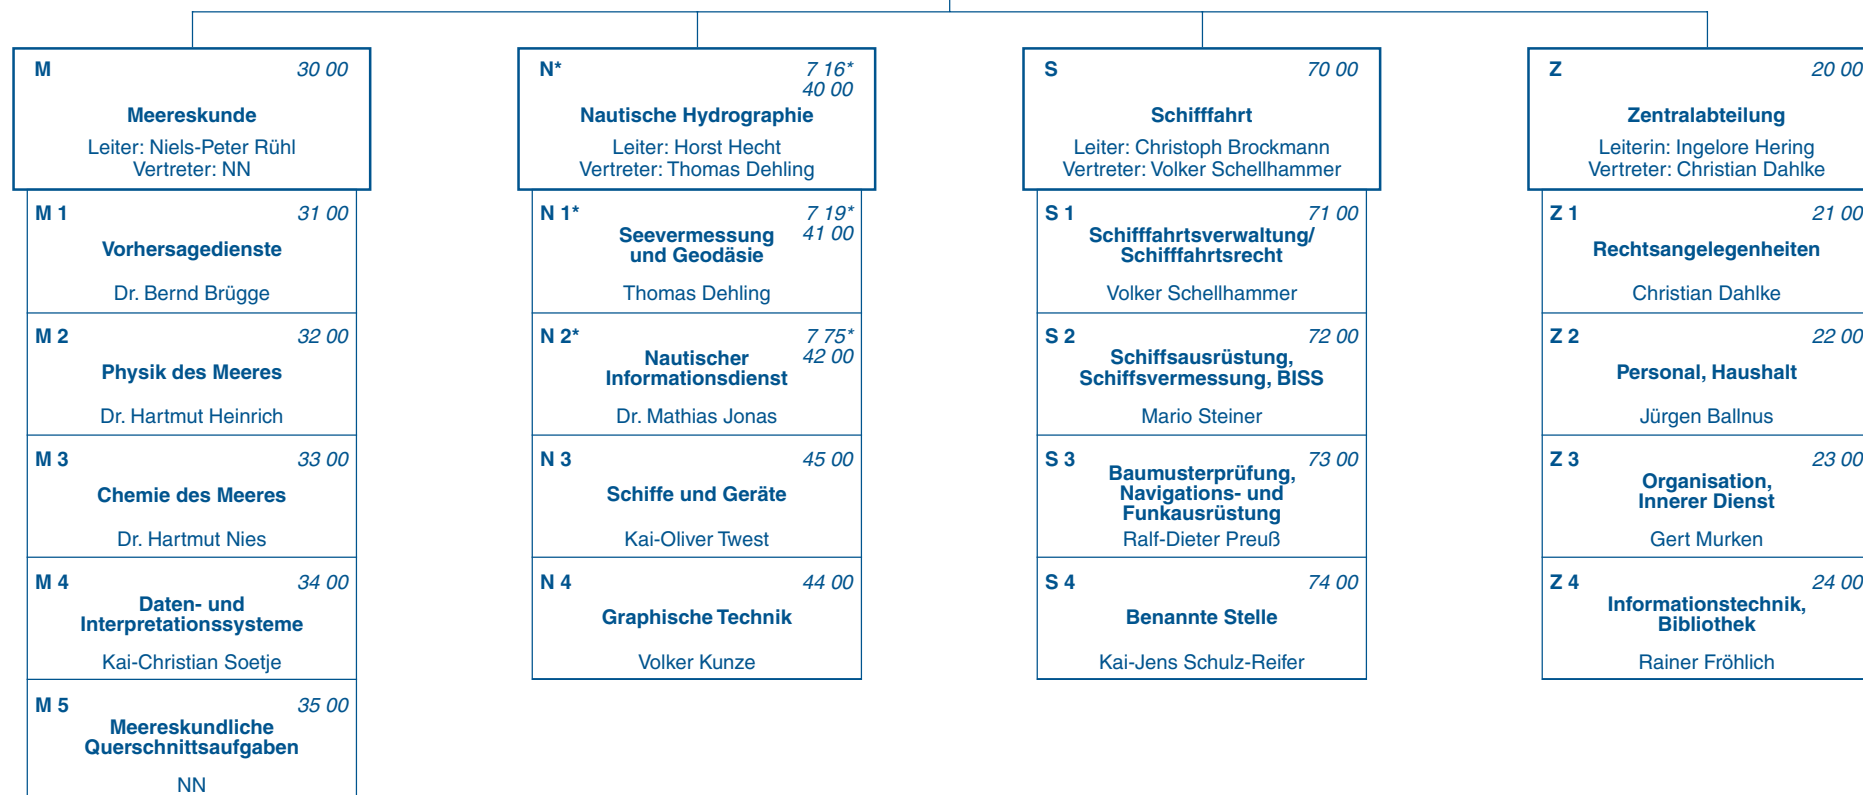 M 30 00
Meereskunde
Leiter: Niels-Peter Rühl
Vertreter: NN
M 1 31 00
Vorhersagedienste
Dr. Bernd Brügge
M 2 32 00
Physik des Meeres
Dr. Hartmut Heinrich
M 3 33 00
Chemie des Meeres
Dr. Hartmut Nies
M 4 34 00
Daten- und
Interpretationssysteme
Kai-Christian Soetje
M 5 35 00
Meereskundliche
Querschnittsaufgaben
NN
N* 7 16*
40 00
Nautische Hydrographie
Leiter: Horst Hecht
Vertreter: Thomas Dehling
N 1* 7 19*
Seevermessung 41 00
und Geodäsie
Thomas Dehling
N 2* 7 75*
Nautischer 42 00
Informationsdienst
Dr. Mathias Jonas
N 3 45 00
Schiffe und Geräte
Kai-Oliver Twest
N 4 44 00
Graphische Technik
Volker Kunze
S 70 00
Schifffahrt
Leiter: Christoph Brockmann
Vertreter: Volker Schellhammer
S 1 71 00
Schifffahrtsverwaltung/
Schifffahrtsrecht
Volker Schellhammer
S 2 72 00
Schiffsausrüstung,
Schiffsvermessung, BISS
Mario Steiner
S 3 73 00
Baumusterprüfung,
Navigations- und
Funkausrüstung
Ralf-Dieter Preuß
S 4 74 00
Benannte Stelle
Kai-Jens Schulz-Reifer
Z 20 00
Zentralabteilung
Leiterin: Ingelore Hering
Vertreter: Christian Dahlke
Z 1 21 00
Rechtsangelegenheiten
Christian Dahlke
Z 2 22 00
Personal, Haushalt
Jürgen Ballnus
Z 3 23 00
Organisation,
Innerer Dienst
Gert Murken
Z 4 24 00
Informationstechnik,
Bibliothek
Rainer Fröhlich